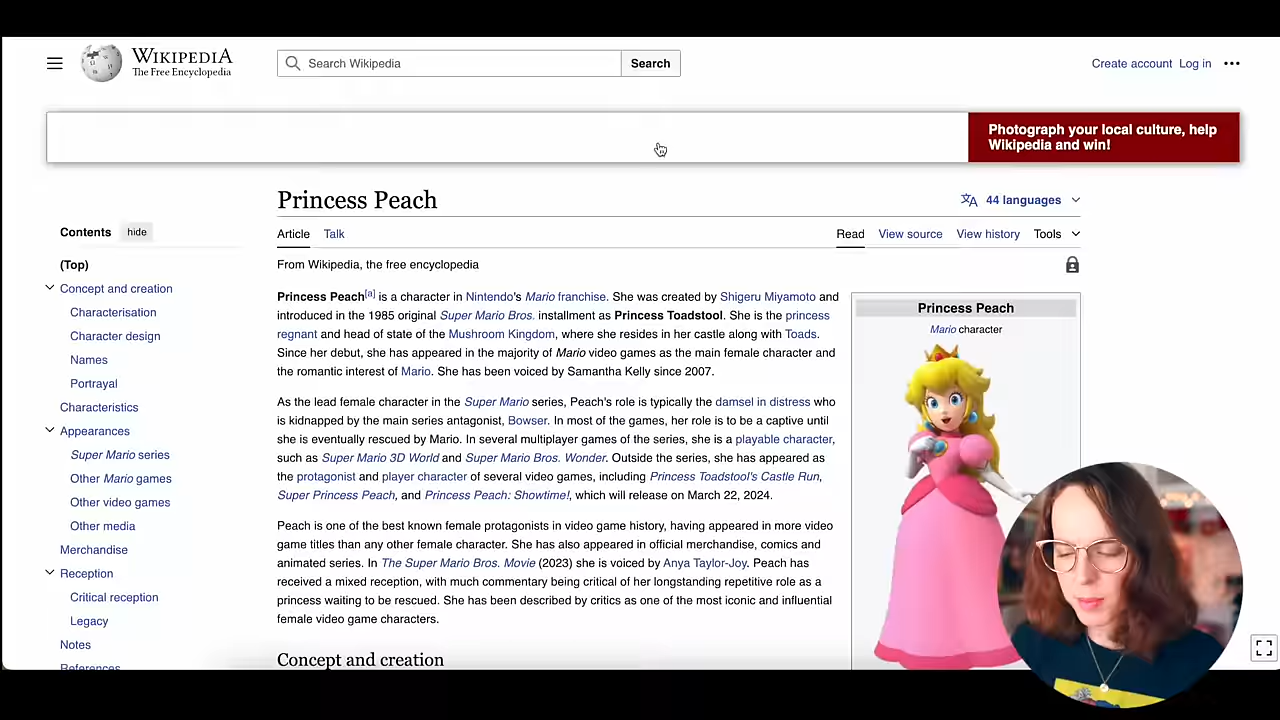 WIKIPEDIA
The Free Encyclopedia
Search Wikipedia
Search
Create account Log in
Photograph your local culture, help
Wikipedia and win!
Princess Peach
44 languages
Contents hide
(Top)
Concept and creation
Characterisation
Character design
Names
Portrayal
Characteristics
Appearances
Super Mario series
Other Mario games
Other video games
Other media
Merchandise
Reception
Critical reception
Legacy
Notes
References
Article Talk
Read View source View history Tools
From Wikipedia, the free encyclopedia
Princess Peach[a] is a character in Nintendo's Mario franchise. She was created by Shigeru Miyamoto and
introduced in the 1985 original Super Mario Bros. installment as Princess Toadstool. She is the princess
regnant and head of state of the Mushroom Kingdom, where she resides in her castle along with Toads.
Since her debut, she has appeared in the majority of Mario video games as the main female character and
the romantic interest of Mario. She has been voiced by Samantha Kelly since 2007.
As the lead female character in the Super Mario series, Peach's role is typically the damsel in distress who
is kidnapped by the main series antagonist, Bowser. In most of the games, her role is to be a captive until
she is eventually rescued by Mario. In several multiplayer games of the series, she is a playable character,
such as Super Mario 3D World and Super Mario Bros. Wonder. Outside the series, she has appeared as
the protagonist and player character of several video games, including Princess Toadstool's Castle Run,
Super Princess Peach, and Princess Peach: Showtime!, which will release on March 22, 2024.
Peach is one of the best known female protagonists in video game history, having appeared in more video
game titles than any other female character. She has also appeared in official merchandise, comics and
animated series. In The Super Mario Bros. Movie (2023) she is voiced by Anya Taylor-Joy. Peach has
received a mixed reception, with much commentary being critical of her longstanding repetitive role as a
princess waiting to be rescued. She has been described by critics as one of the most iconic and influential
female video game characters.
Concept and creation
Princess Peach
Mario character